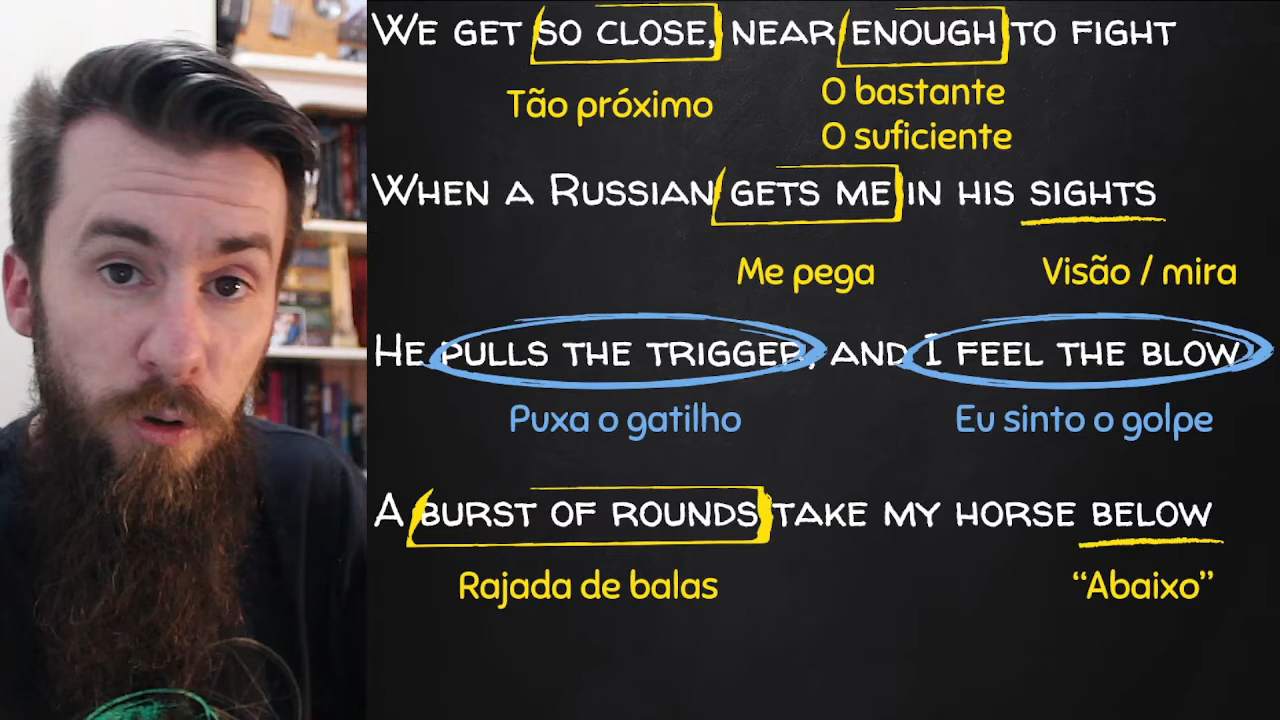 We get so close, near enough to fight
Tão próximo
O bastante
O suficiente
When a Russian gets me in his sights
Me pega
Visão / mira
He pulls the trigger, and I feel the blow
Puxa o gatilho
Eu sinto o golpe
A burst of rounds take my horse below
Rajada de balas
“Abaixo”